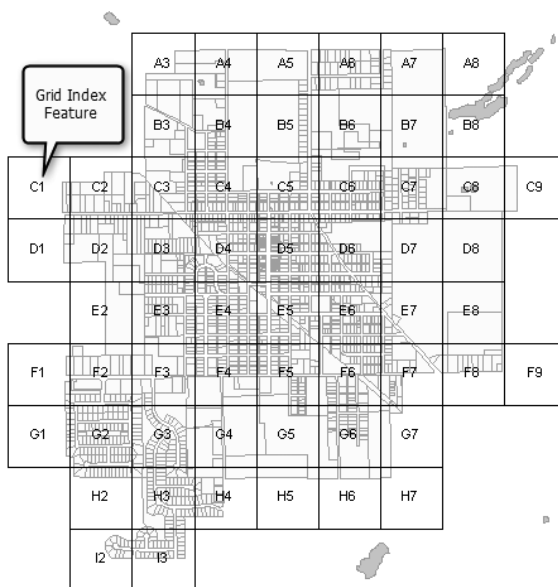 A3 A4 A5 A6 A7 A8
Grid Index
Feature
B3 B4 B5 B6 B7 B8
C1 C2 C3 C4 C5 C6 C7 C8 C9
D1 D2 D3 D4 D5 D6 D7 D8
E2 E3 E4 E5 E6 E7 E8
F1 F2 F3 F4 F5 F6 F7 F8 F9
G1 G2 G3 G4 G5 G6 G7
H2 H3 H4 H5 H6 H7
I2 I3